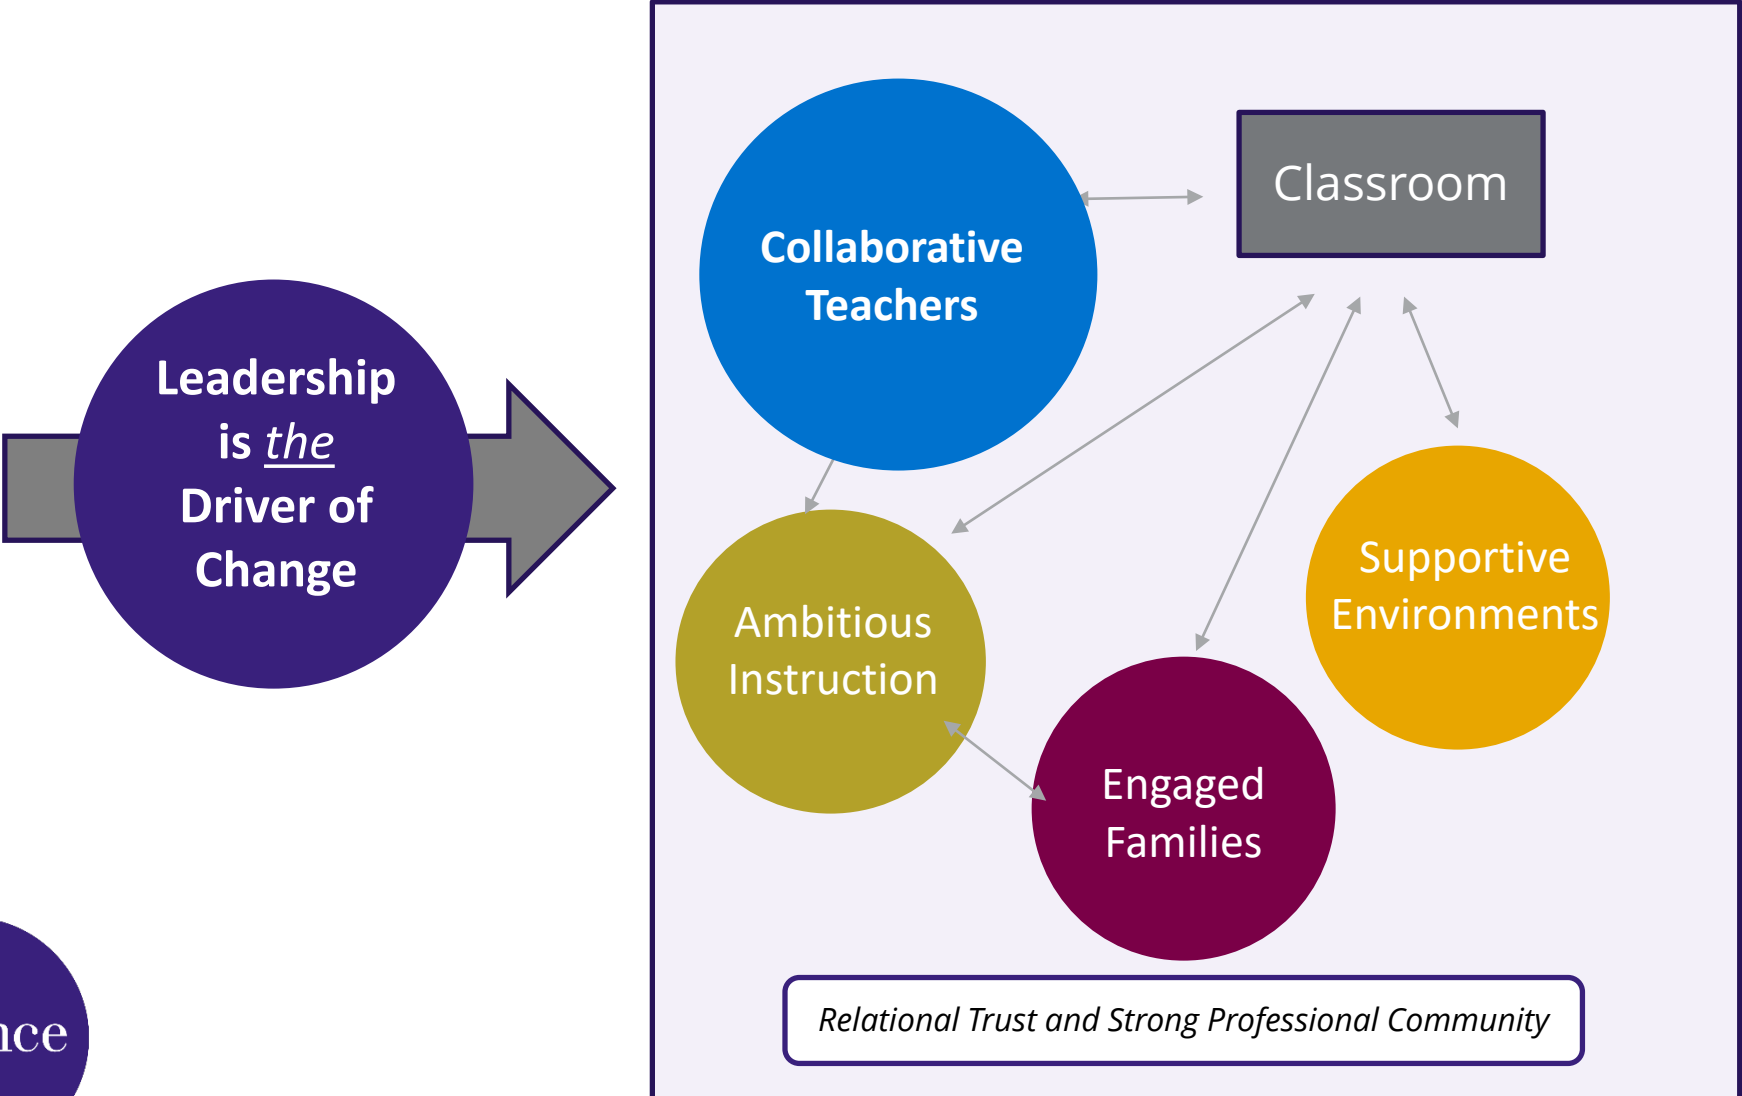 Leadership
is the
Driver of
Change
Collaborative
Teachers
Classroom
Ambitious
Instruction
Supportive
Environments
Engaged
Families
Relational Trust and Strong Professional Community